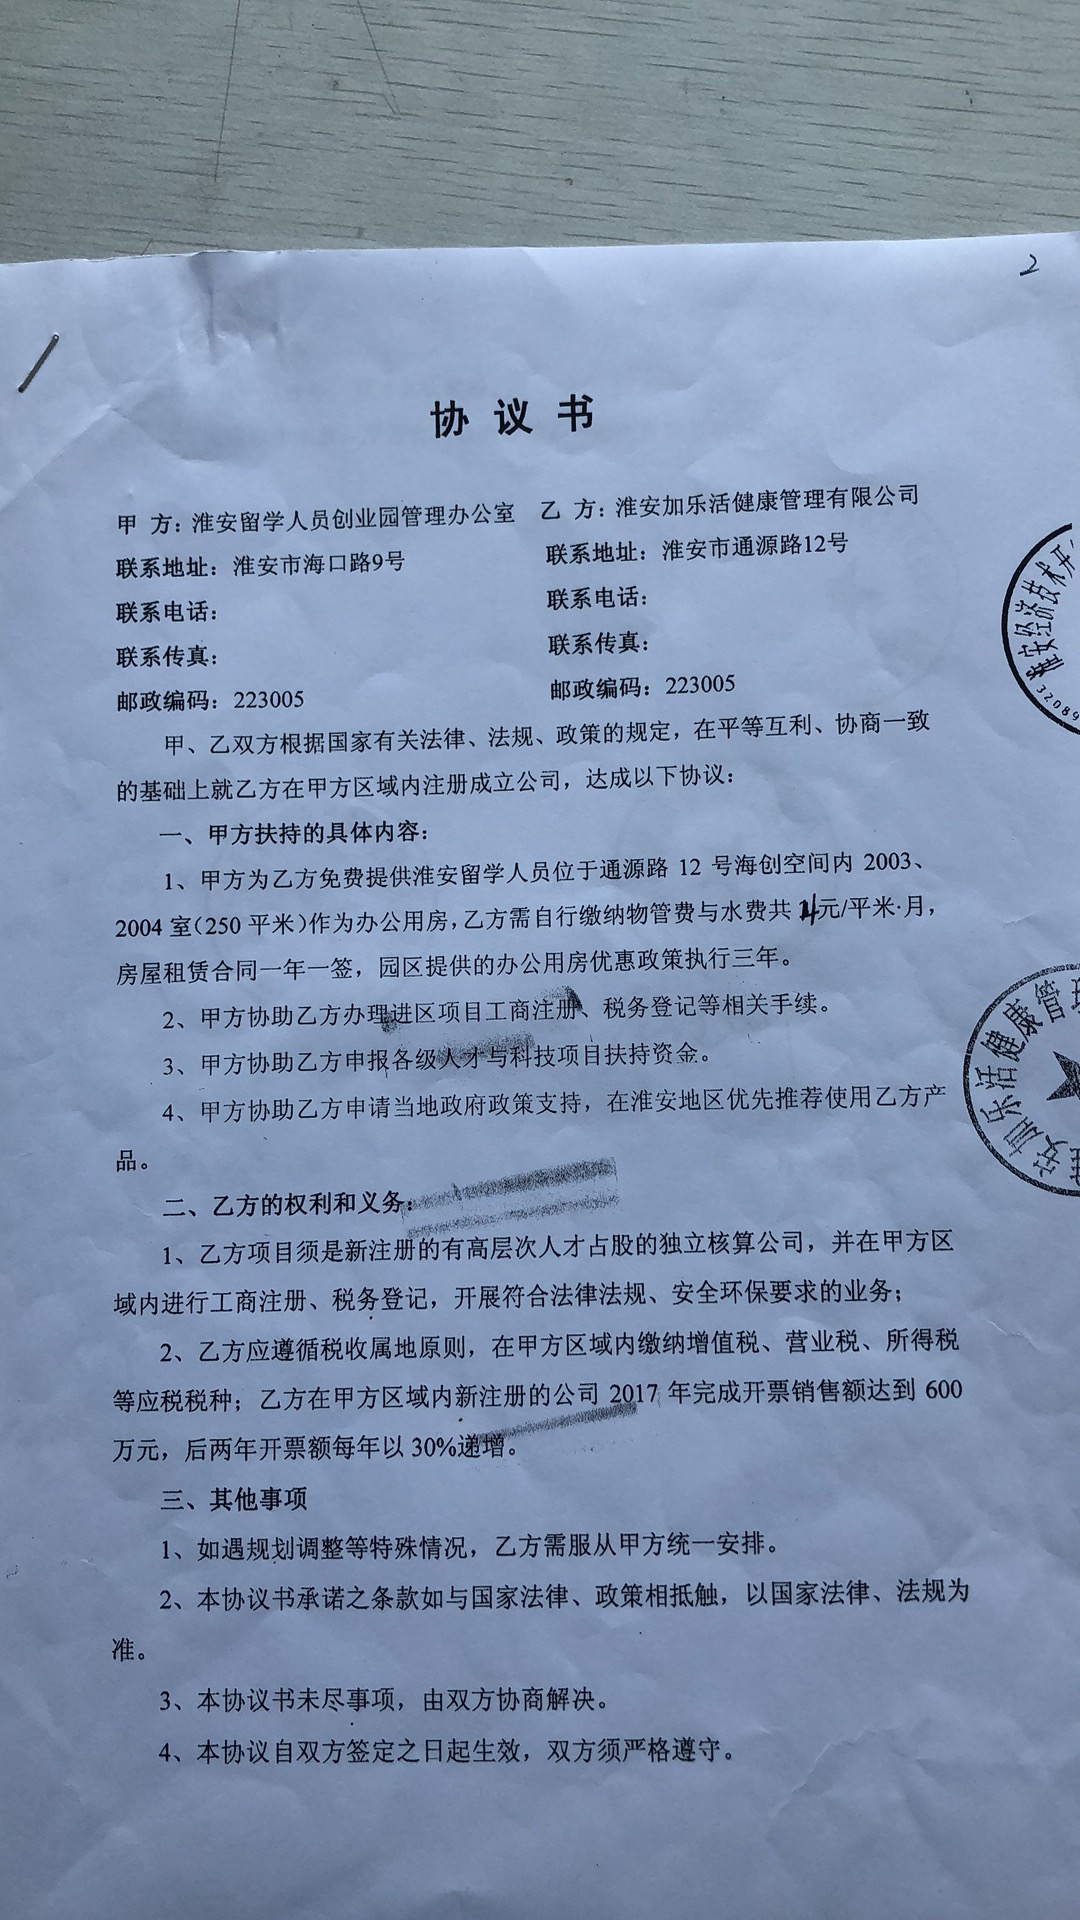 2
协议书
甲 方：淮安留学人员创业园管理办公室 乙 方：淮安加乐活健康管理有限公司
联系地址：淮安市海口路9号 联系地址：淮安市通源路12号
联系电话： 联系电话：
联系传真： 联系传真：
邮政编码：223005 邮政编码：223005
甲、乙双方根据国家有关法律、法规、政策的规定，在平等互利、协商一致
的基础上就乙方在甲方区域内注册成立公司，达成以下协议：
一、甲方扶持的具体内容：
1、甲方为乙方免费提供淮安留学人员位于通源路 12 号海创空间内 2003、
2004 室（250 平米）作为办公用房，乙方需自行缴纳物管费与水费共 元/平米·月，
房屋租赁合同一年一签，园区提供的办公用房优惠政策执行三年。
2、甲方协助乙方办理进区项目工商注册、税务登记等相关手续。
3、甲方协助乙方申报各级人才与科技项目扶持资金。
4、甲方协助乙方申请当地政府政策支持，在淮安地区优先推荐使用乙方产
品。
二、乙方的权利和义务：
1、乙方项目须是新注册的有高层次人才占股的独立核算公司，并在甲方区
域内进行工商注册、税务登记，开展符合法律法规、安全环保要求的业务；
2、乙方应遵循税收属地原则，在甲方区域内缴纳增值税、营业税、所得税
等应税税种；乙方在甲方区域内新注册的公司 2017 年完成开票销售额达到 600
万元，后两年开票额每年以 30%递增。
三、其他事项
1、如遇规划调整等特殊情况，乙方需服从甲方统一安排。
2、本协议书承诺之条款如与国家法律、政策相抵触，以国家法律、法规为
准。
3、本协议书未尽事项，由双方协商解决。
4、本协议自双方签定之日起生效，双方须严格遵守。
淮安经济技术开
32089
淮安加乐活健康管理